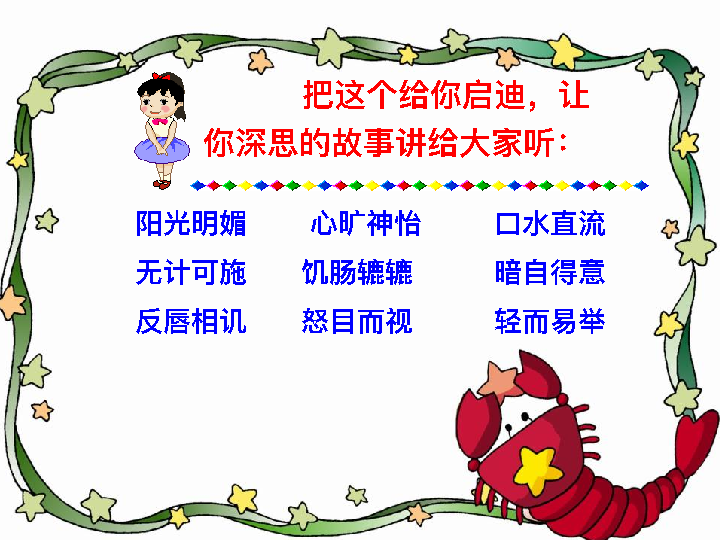 把这个给你启迪，让
你深思的故事讲给大家听：
阳光明媚 心旷神怡 口水直流
无计可施 饥肠辘辘 暗自得意
反唇相讥 怒目而视 轻而易举